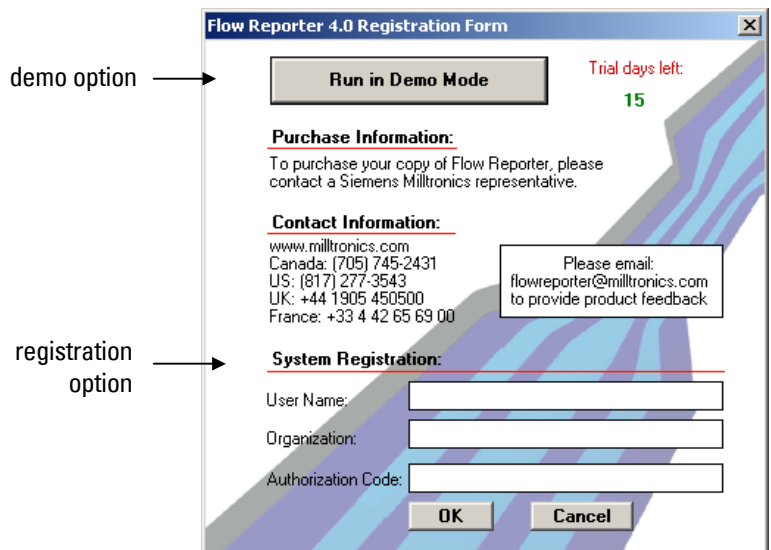 Flow Reporter 4.0 Registration Form
demo option
Run in Demo Mode
Trial days left:
15
Purchase Information:
To purchase your copy of Flow Reporter, please
contact a Siemens Milltronics representative.
Contact Information:
www.milltronics.com
Canada: (705) 745-2431
US: (817) 277-3543
UK: +44 1905 450500
France: +33 4 42 65 69 00
Please email:
flowreporter@milltronics.com
to provide product feedback
registration
option
System Registration:
User Name:
Organization:
Authorization Code:
OK
Cancel